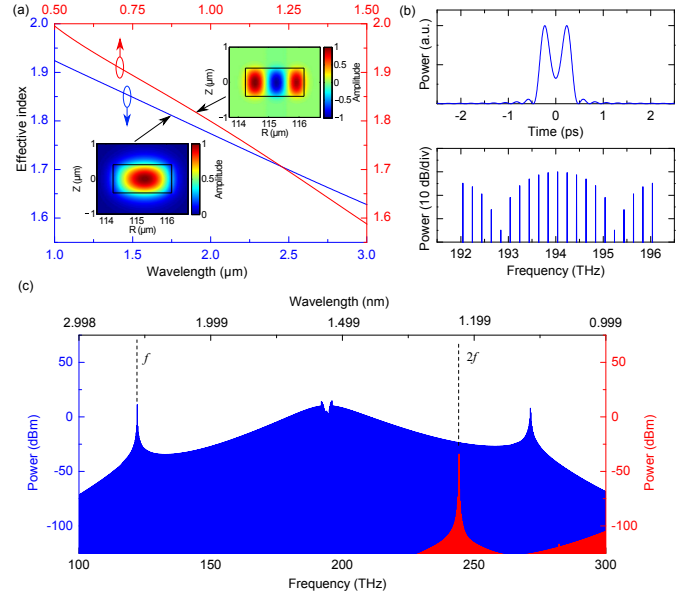 (a)
0.50 0.75 1.00 1.25 1.50
2.0 2.0
1.9 1.9
1.8 1.8
1.7 1.7
1.6 1.6
Effective index
1.0 1.5 2.0 2.5 3.0
Wavelength (μm)
1
0
−1
Z (μm)
114 115 116
R (μm)
1
0.5
0
−0.5
−1
Amplitude
1
0
−1
Z (μm)
114 115 116
R (μm)
1
0.5
0
Amplitude
(b)
Power (a.u.)
-2 -1 0 1 2
Time (ps)
Power (10 dB/div)
192 193 194 195 196
Frequency (THz)
(c)
Wavelength (nm)
2.998 1.999 1.499 1.199 0.999
f 2f
50 50
0 0
-50 -50
-100 -100
Power (dBm)
Power (dBm)
100 150 200 250 300
Frequency (THz)